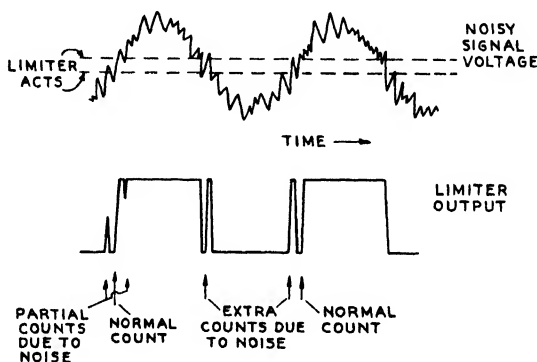 NOISY
SIGNAL
VOLTAGE
LIMITER
ACTS
TIME
LIMITER
OUTPUT
PARTIAL
COUNTS
DUE TO
NOISE
NORMAL
COUNT
EXTRA
COUNTS DUE
TO NOISE
NORMAL
COUNT